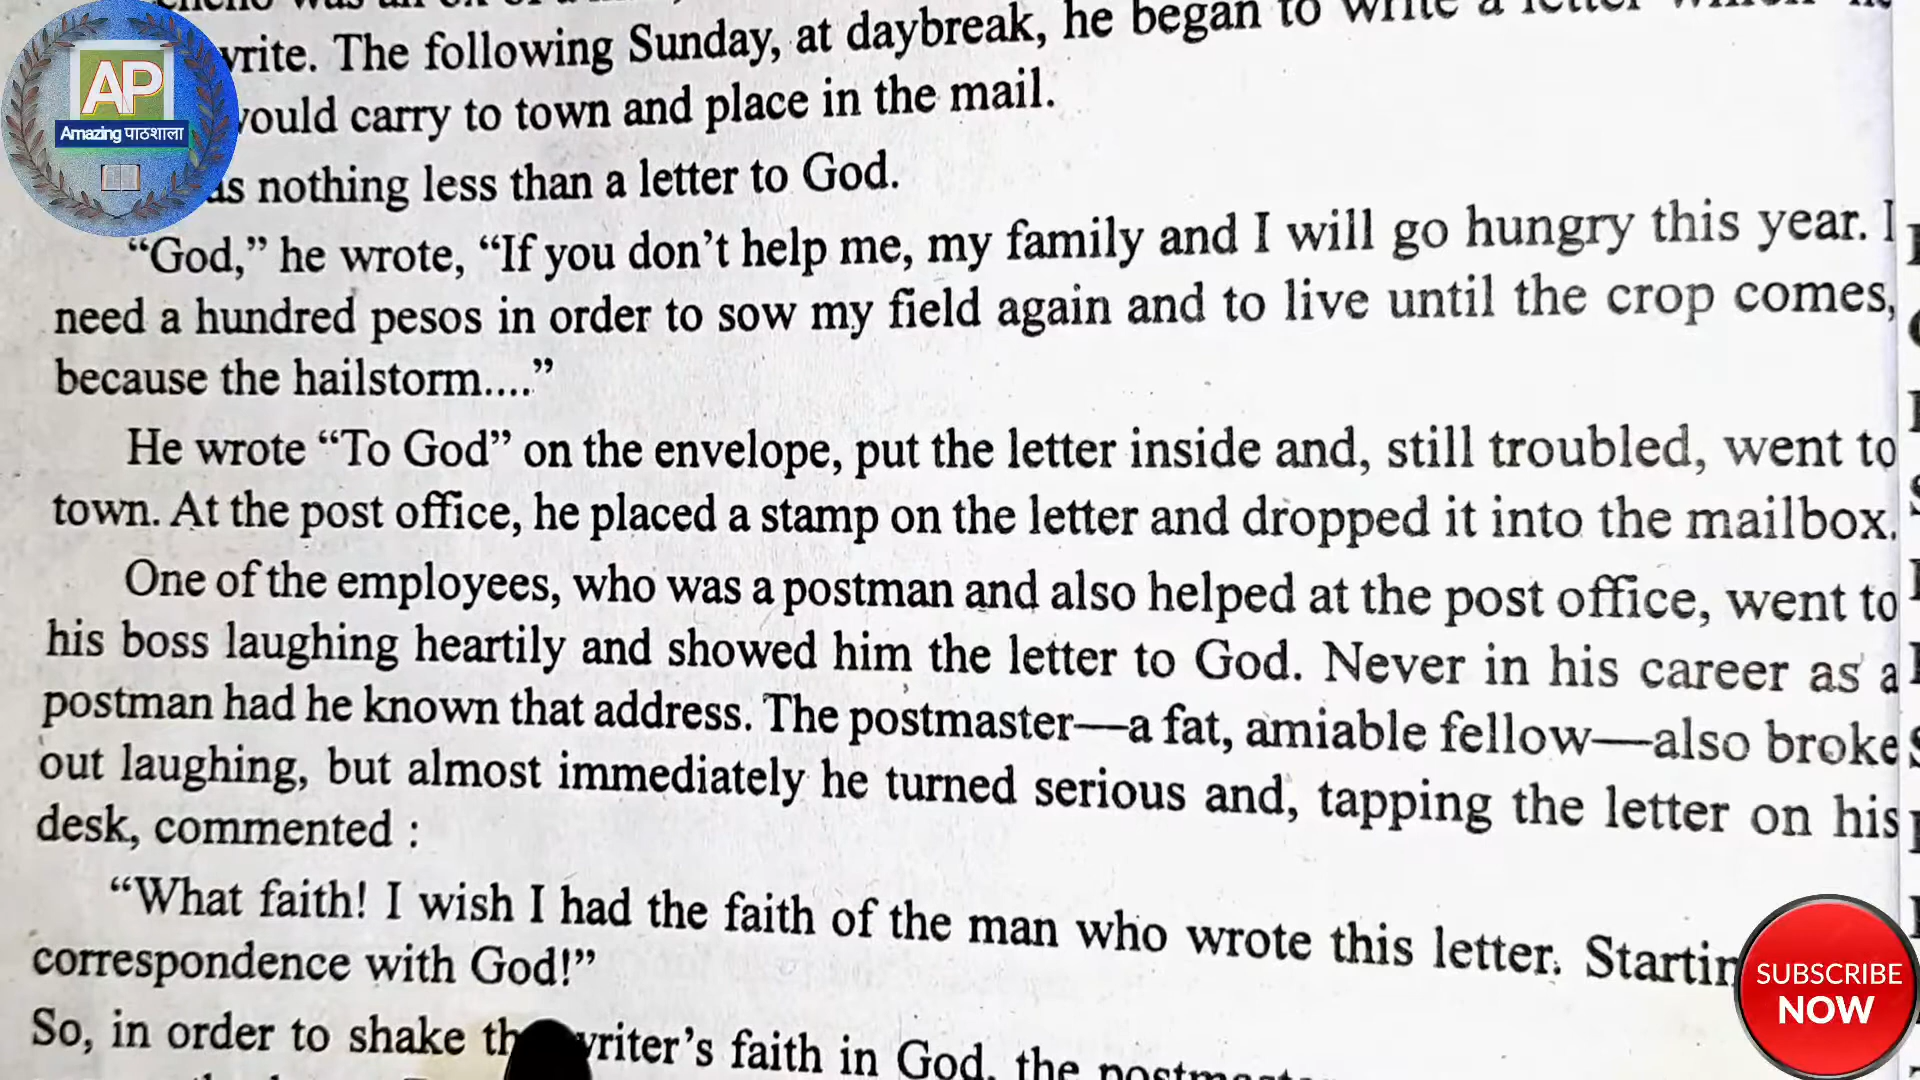 write. The following Sunday, at daybreak, he began to write a letter which he
would carry to town and place in the mail.
as nothing less than a letter to God.
“God,” he wrote, “If you don’t help me, my family and I will go hungry this year. I
need a hundred pesos in order to sow my field again and to live until the crop comes,
because the hailstorm....”
He wrote “To God” on the envelope, put the letter inside and, still troubled, went to
town. At the post office, he placed a stamp on the letter and dropped it into the mailbox.
One of the employees, who was a postman and also helped at the post office, went to
his boss laughing heartily and showed him the letter to God. Never in his career as a
postman had he known that address. The postmaster—a fat, amiable fellow—also broke
out laughing, but almost immediately he turned serious and, tapping the letter on his
desk, commented :
“What faith! I wish I had the faith of the man who wrote this letter. Startin
correspondence with God!”
So, in order to shake th writer’s faith in God, the postmaster
AP
Amazing पाठशाला
SUBSCRIBE
NOW